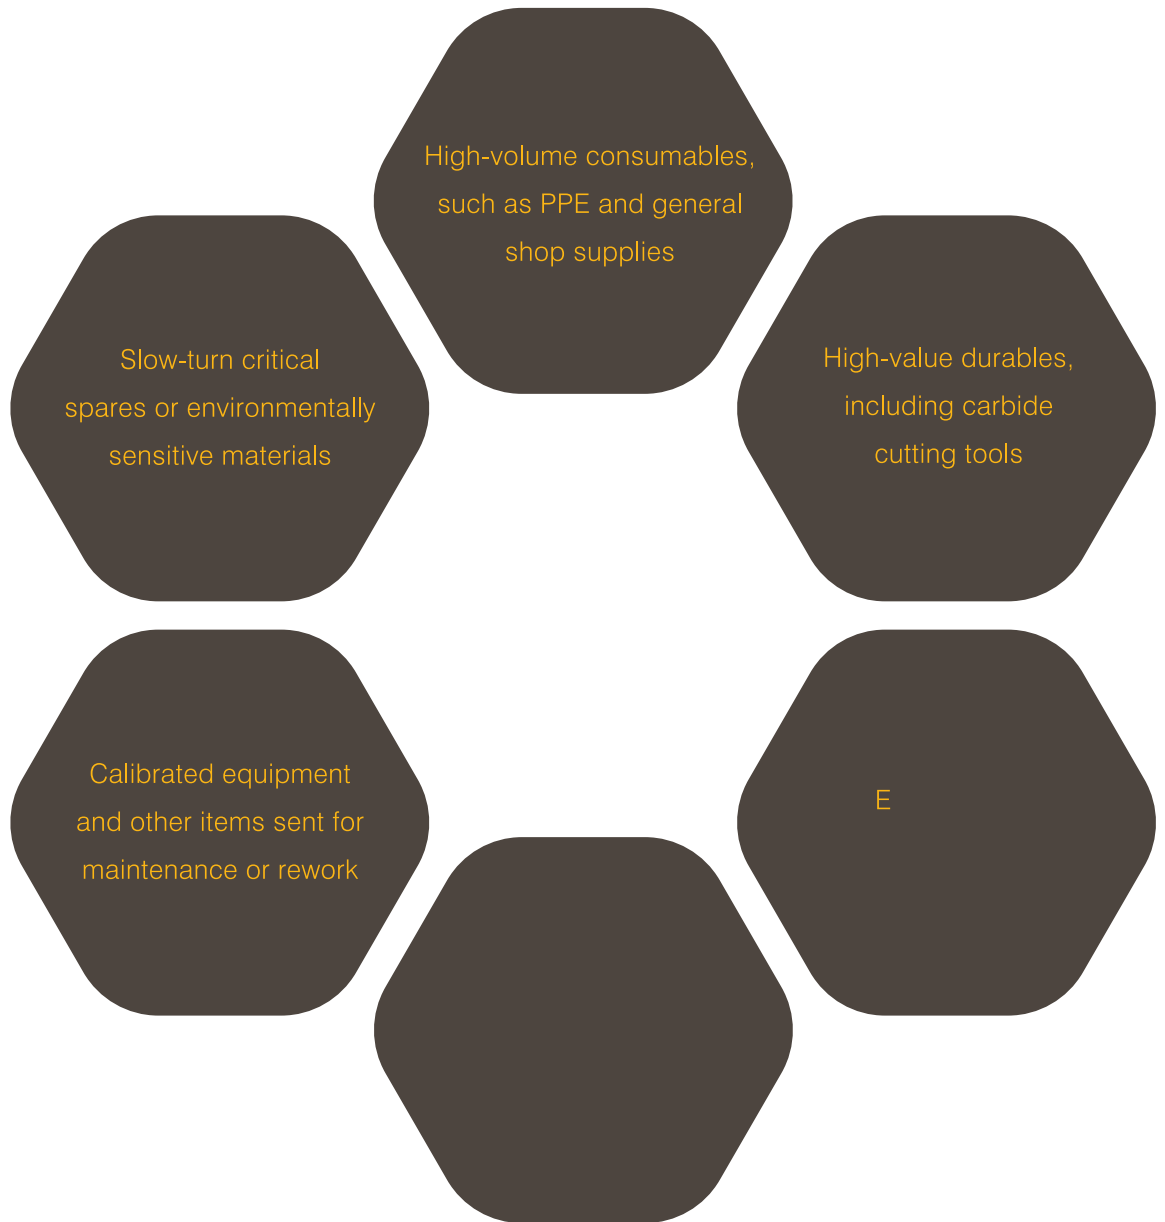 High-volume consumables,
such as PPE and general
shop supplies
High-value durables,
including carbide
cutting tools
E
Calibrated equipment
and other items sent for
maintenance or rework
Slow-turn critical
spares or environmentally
sensitive materials